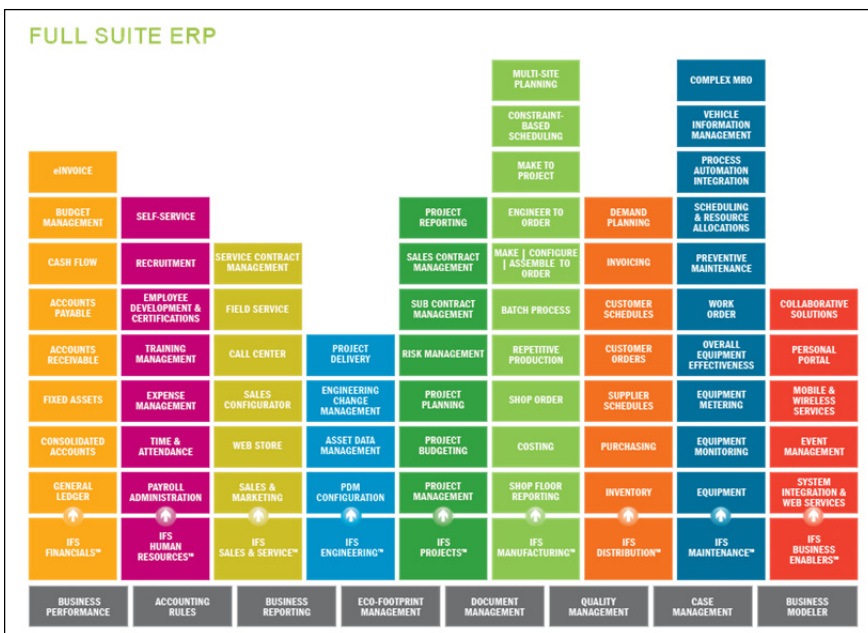 FULL SUITE ERP
MULTI-SITE
PLANNING
COMPLEX MRO
CONSTRAINT-
BASED
SCHEDULING
VEHICLE
INFORMATION
MANAGEMENT
eINVOICE
MAKE TO
PROJECT
PROCESS
AUTOMATION
INTEGRATION
BUDGET
MANAGEMENT
SELF-SERVICE
PROJECT
REPORTING
ENGINEER TO
ORDER
DEMAND
PLANNING
SCHEDULING
& RESOURCE
ALLOCATIONS
CASH FLOW
RECRUITMENT
SERVICE CONTRACT
MANAGEMENT
SALES CONTRACT
MANAGEMENT
MAKE | CONFIGURE
| ASSEMBLE TO
ORDER
INVOICING
PREVENTIVE
MAINTENANCE
ACCOUNTS
PAYABLE
EMPLOYEE
DEVELOPMENT &
CERTIFICATIONS
FIELD SERVICE
SUB CONTRACT
MANAGEMENT
BATCH PROCESS
CUSTOMER
SCHEDULES
WORK
ORDER
COLLABORATIVE
SOLUTIONS
ACCOUNTS
RECEIVABLE
TRAINING
MANAGEMENT
CALL CENTER
PROJECT
DELIVERY
RISK MANAGEMENT
REPETITIVE
PRODUCTION
CUSTOMER
ORDERS
OVERALL
EQUIPMENT
EFFECTIVENESS
PERSONAL
PORTAL
FIXED ASSETS
EXPENSE
MANAGEMENT
SALES
CONFIGURATOR
ENGINEERING
CHANGE
MANAGEMENT
PROJECT
PLANNING
SHOP ORDER
SUPPLIER
SCHEDULES
EQUIPMENT
METERING
MOBILE &
WIRELESS
SERVICES
CONSOLIDATED
ACCOUNTS
TIME &
ATTENDANCE
WEB STORE
ASSET DATA
MANAGEMENT
PROJECT
BUDGETING
COSTING
PURCHASING
EQUIPMENT
MONITORING
EVENT
MANAGEMENT
GENERAL
LEDGER
PAYROLL
ADMINISTRATION
SALES &
MARKETING
PDM
CONFIGURATION
PROJECT
MANAGEMENT
SHOP FLOOR
REPORTING
INVENTORY
EQUIPMENT
SYSTEM
INTEGRATION &
WEB SERVICES
IFS
FINANCIALS™
IFS
HUMAN
RESOURCES™
IFS
SALES & SERVICE™
IFS
ENGINEERING™
IFS
PROJECTS™
IFS
MANUFACTURING™
IFS
DISTRIBUTION™
IFS
MAINTENANCE™
IFS
BUSINESS
ENABLERS™
BUSINESS
PERFORMANCE
ACCOUNTING
RULES
BUSINESS
REPORTING
ECO-FOOTPRINT
MANAGEMENT
DOCUMENT
MANAGEMENT
QUALITY
MANAGEMENT
CASE
MANAGEMENT
BUSINESS
MODELER